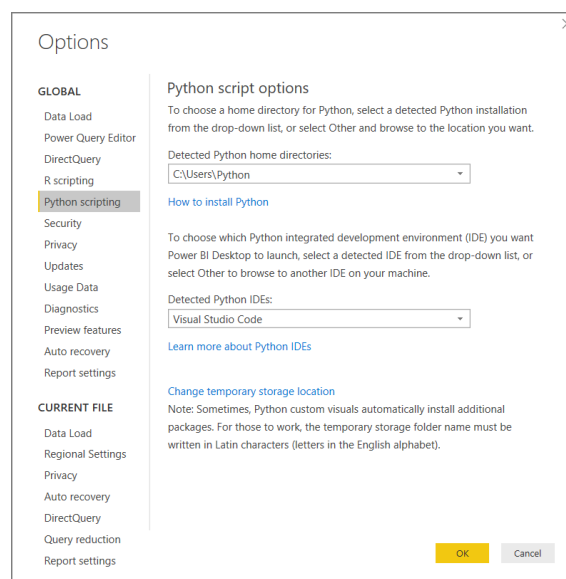 Options
GLOBAL
Data Load
Power Query Editor
DirectQuery
R scripting
Python scripting
Security
Privacy
Updates
Usage Data
Diagnostics
Preview features
Auto recovery
Report settings
CURRENT FILE
Data Load
Regional Settings
Privacy
Auto recovery
DirectQuery
Query reduction
Report settings
Python script options
To choose a home directory for Python, select a detected Python installation
from the drop-down list, or select Other and browse to the location you want.
Detected Python home directories:
C:\Users\Python
How to install Python
To choose which Python integrated development environment (IDE) you want
Power BI Desktop to launch, select a detected IDE from the drop-down list, or
select Other to browse to another IDE on your machine.
Detected Python IDEs:
Visual Studio Code
Learn more about Python IDEs
Change temporary storage location
Note: Sometimes, Python custom visuals automatically install additional
packages. For those to work, the temporary storage folder name must be
written in Latin characters (letters in the English alphabet).
OK
Cancel